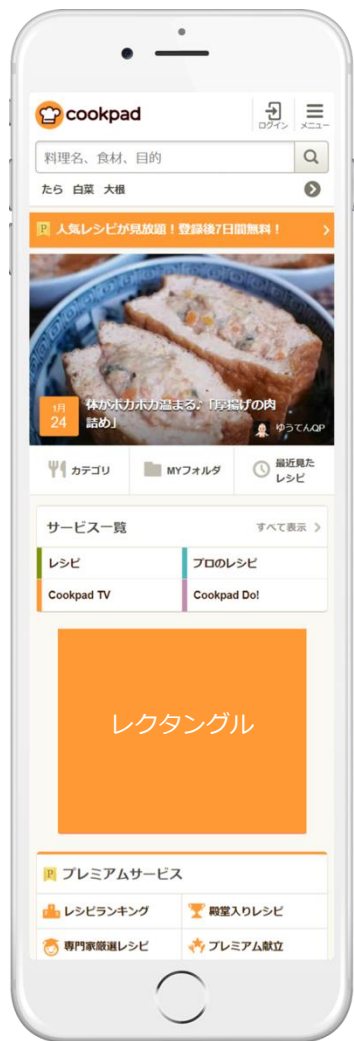 cookpad
ログイン
メニュー
料理名、食材、目的
たら 白菜 大根
P 人気レシピが見放題！登録後7日間無料！
1月
24
体がポカポカ温まる♪「厚揚げの肉
詰め」
ゆうてんQP
カテゴリ
MYフォルダ
最近見た
レシピ
サービス一覧
すべて表示
レシピ
プロのレシピ
Cookpad TV
Cookpad Do!
レクタングル
P プレミアムサービス
レシピランキング
殿堂入りレシピ
専門家厳選レシピ
プレミアム献立